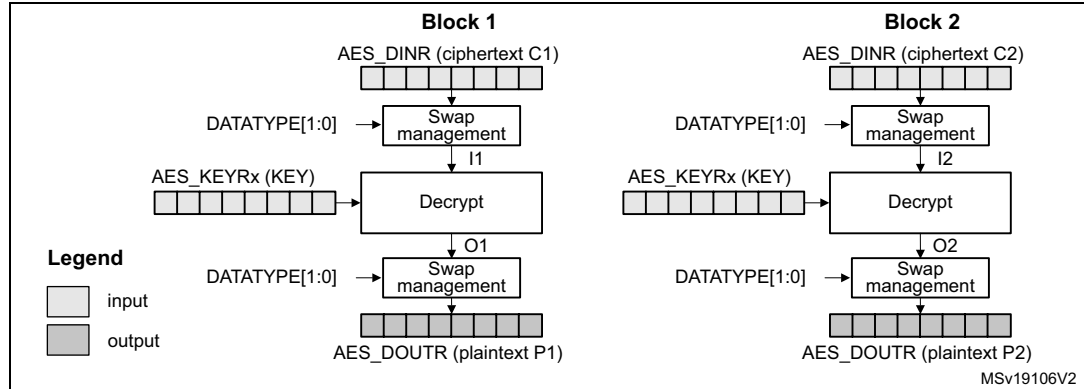 Block 1
Block 2
AES_DINR (ciphertext C1)
AES_DINR (ciphertext C2)
DATATYPE[1:0]
Swap
management
DATATYPE[1:0]
Swap
management
I1
I2
AES_KEYRx (KEY)
Decrypt
AES_KEYRx (KEY)
Decrypt
O1
O2
Legend
DATATYPE[1:0]
Swap
management
DATATYPE[1:0]
Swap
management
input
output
AES_DOUTR (plaintext P1)
AES_DOUTR (plaintext P2)
MSv19106V2